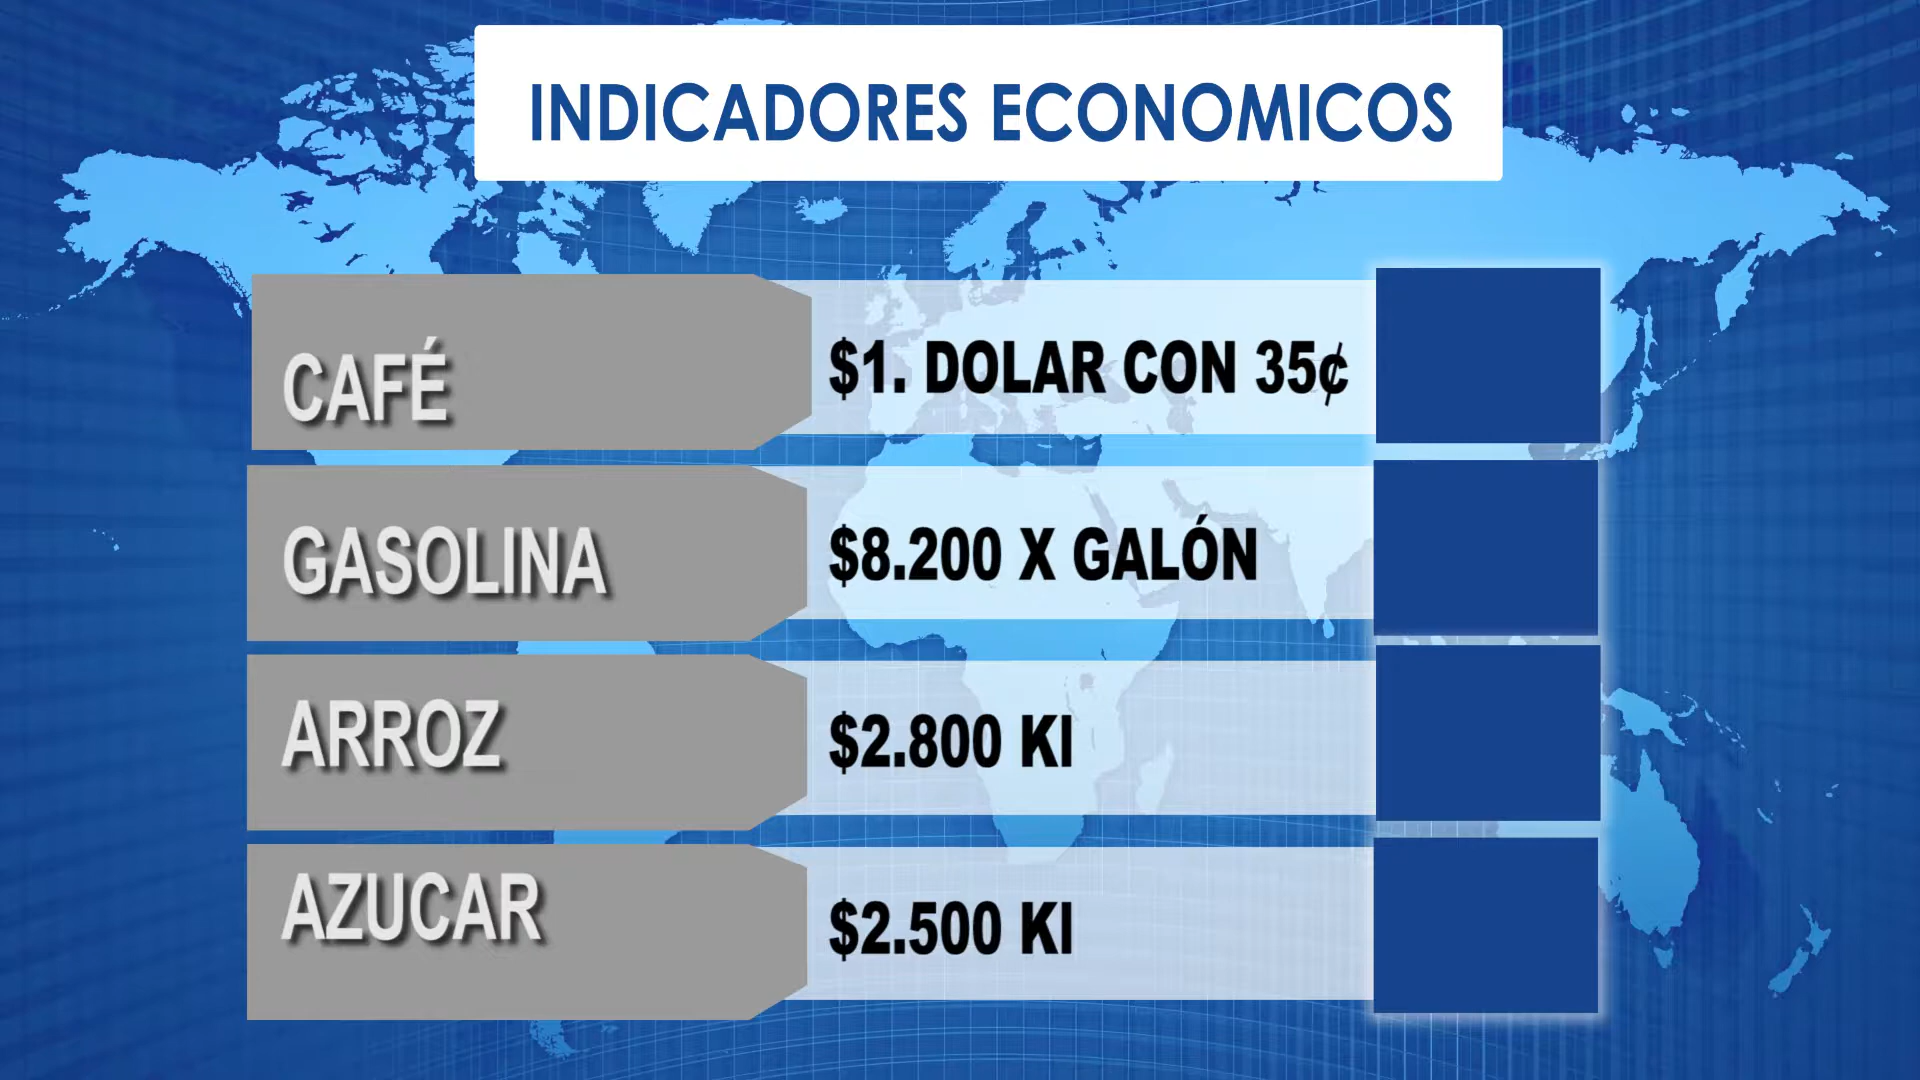 INDICADORES ECONOMICOS
CAFÉ $1. DOLAR CON 35¢
GASOLINA $8.200 X GALÓN
ARROZ $2.800 KI
AZUCAR $2.500 KI